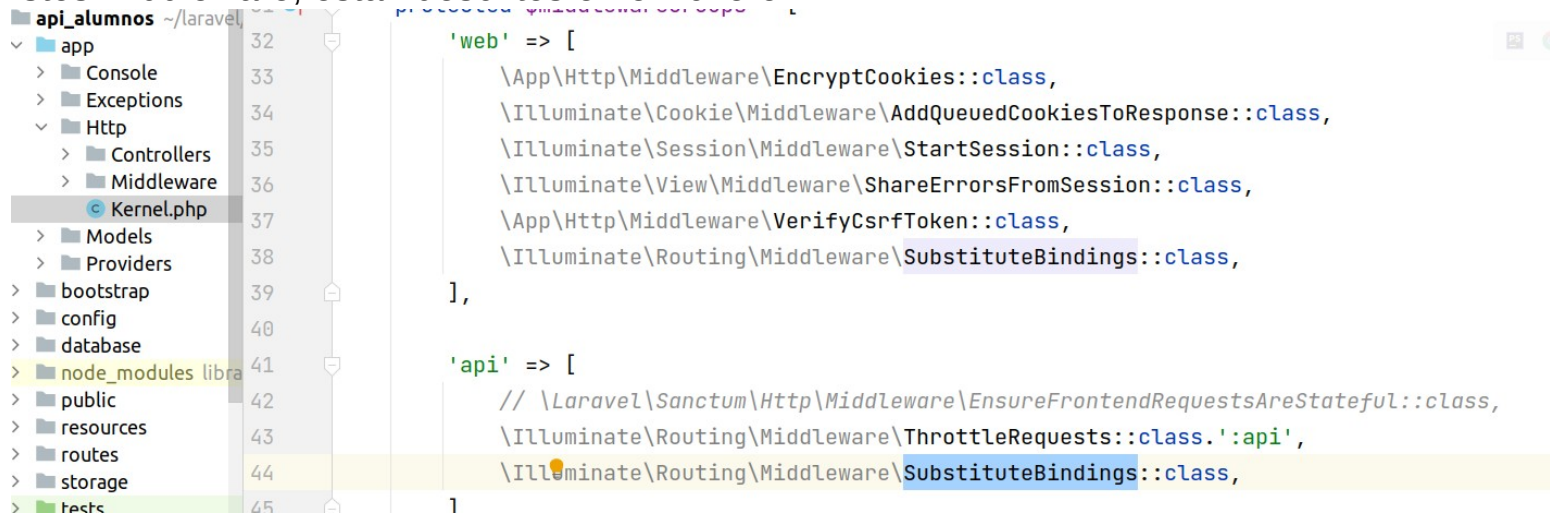 api_alumnos ~/laravel
app
Console
Exceptions
Http
Controllers
Middleware
Kernel.php
Models
Providers
bootstrap
config
database
node_modules libra
public
resources
routes
storage
tests
32 'web' => [
33 \App\Http\Middleware\EncryptCookies::class,
34 \Illuminate\Cookie\Middleware\AddQueuedCookiesToResponse::class,
35 \Illuminate\Session\Middleware\StartSession::class,
36 \Illuminate\View\Middleware\ShareErrorsFromSession::class,
37 \App\Http\Middleware\VerifyCsrfToken::class,
38 \Illuminate\Routing\Middleware\SubstituteBindings::class,
39 ],
40
41 'api' => [
42 // \Laravel\Sanctum\Http\Middleware\EnsureFrontendRequestsAreStateful::class,
43 \Illuminate\Routing\Middleware\ThrottleRequests::class.':api',
44 \Illuminate\Routing\Middleware\SubstituteBindings::class,
45 ]